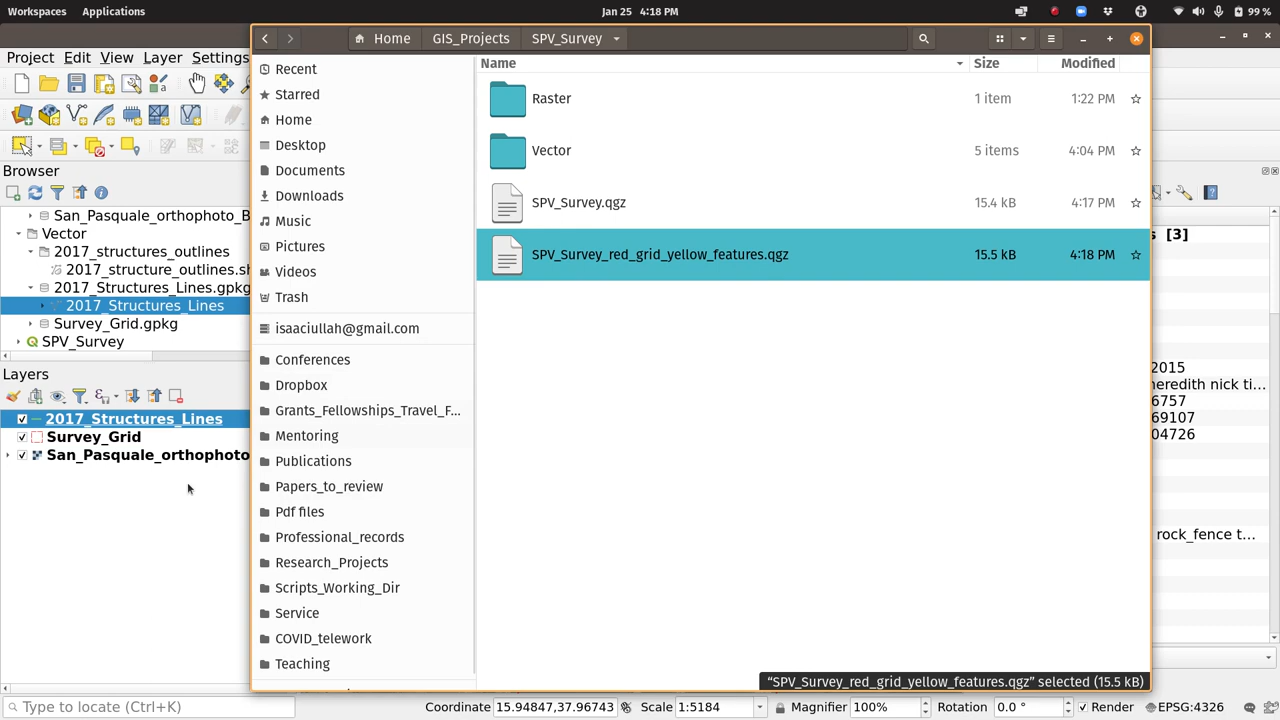 Workspaces Applications Jan 25 4:18 PM 99 %
Home GIS_Projects SPV_Survey
Project Edit View Layer Settings
Name Size Modified
Recent
Starred
Home
Desktop
Documents
Downloads
Music
Pictures
Videos
Trash
isaaciullah@gmail.com
Conferences
Dropbox
Grants_Fellowships_Travel_F...
Mentoring
Publications
Papers_to_review
Pdf files
Professional_records
Research_Projects
Scripts_Working_Dir
Service
COVID_telework
Teaching
Raster 1 item 1:22 PM
Vector 5 items 4:04 PM
SPV_Survey.qgz 15.4 kB 4:17 PM
SPV_Survey_red_grid_yellow_features.qgz 15.5 kB 4:18 PM
"SPV_Survey_red_grid_yellow_features.qgz" selected (15.5 kB)
Browser
San_Pasquale_orthophoto_B
Vector
2017_structures_outlines
2017_structure_outlines.sh
2017_Structures_Lines.gpkg
2017_Structures_Lines
Survey_Grid.gpkg
SPV_Survey
Layers
2017_Structures_Lines
Survey_Grid
San_Pasquale_orthophoto
s [3]
2015
eredith nick ti...
6757
69107
04726
rock_fence t...
Type to locate (Ctrl+K) Coordinate 15.94847,37.96743 Scale 1:5184 Magnifier 100% Rotation 0.0 ° Render EPSG:4326